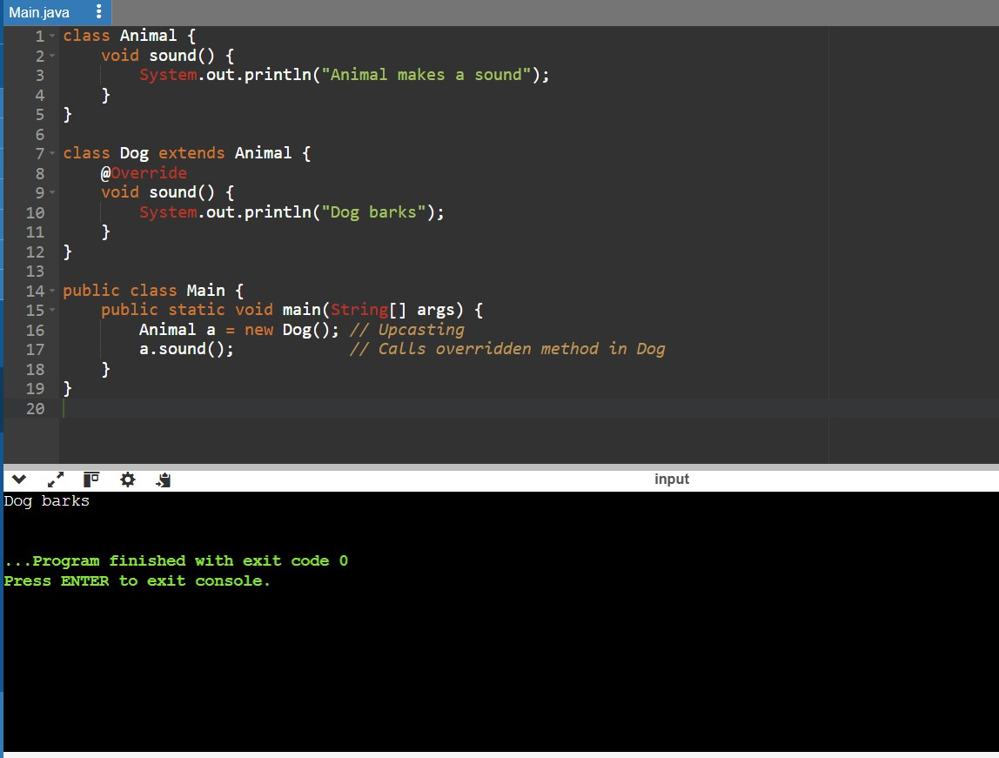 Main.java
1 class Animal {
2     void sound() {
3         System.out.println("Animal makes a sound");
4     }
5 }
6
7 class Dog extends Animal {
8     @Override
9     void sound() {
10         System.out.println("Dog barks");
11     }
12 }
13
14 public class Main {
15     public static void main(String[] args) {
16         Animal a = new Dog(); // Upcasting
17         a.sound();            // Calls overridden method in Dog
18     }
19 }
20
input
Dog barks
...Program finished with exit code 0
Press ENTER to exit console.